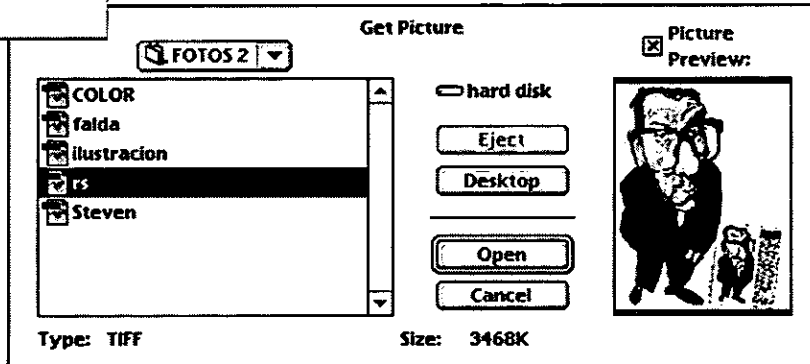 Get Picture
FOTOS 2
Picture
Preview:
COLOR
falda
ilustracion
rs
Steven
hard disk
Eject
Desktop
Open
Cancel
Type: TIFF
Size: 3468K